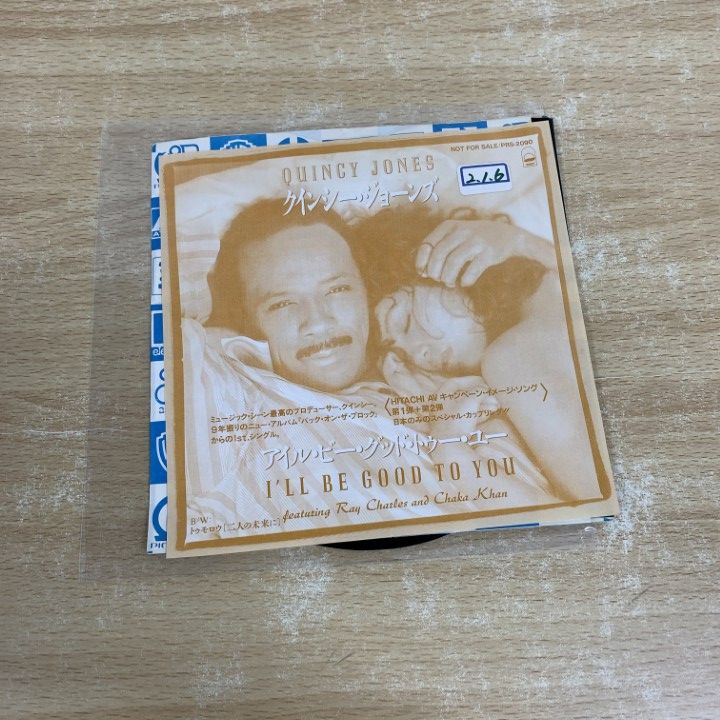 NOT FOR SALE/PRS-2090
QUINCY JONES
2.1.6
クインシー・ジョーンズ
ミュージック・シーン最高のプロデューサー、クインシー、
9年振りのニュー・アルバム「バック・オン・ザ・ブロック」
からの1st.シングル。
HITACHI AVキャンペーン・イメージ・ソング
第1弾+第2弾
日本のみのスペシャル・カップリング!!
アイル・ビー・グッド・トゥー・ユー
I'LL BE GOOD TO YOU
featuring Ray Charles and Chaka Khan
B/W:
トゥモロウ[二人の未来に]